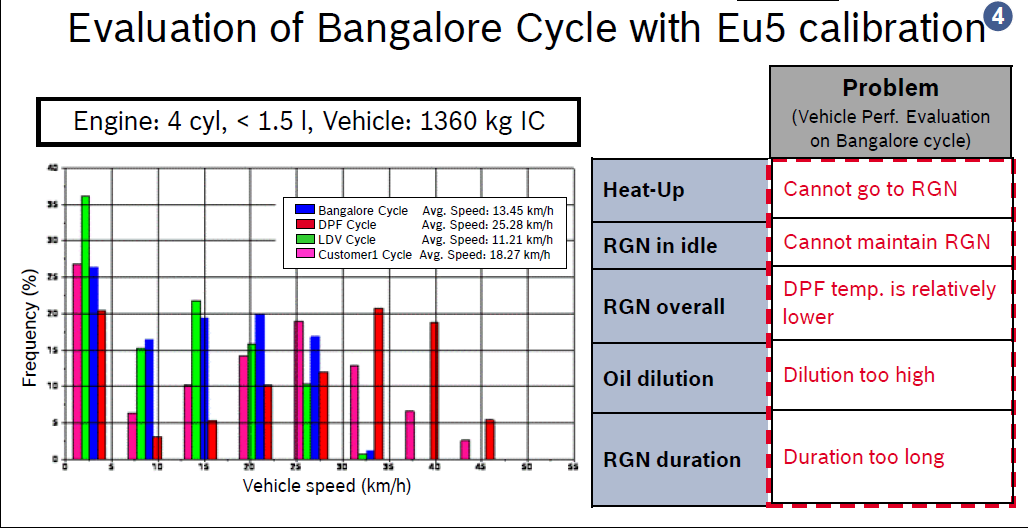 Evaluation of Bangalore Cycle with Eu5 calibration
4
Engine: 4 cyl, < 1.5 l, Vehicle: 1360 kg IC
40
35
30
25
20
15
10
5
0
Frequency (%)
Bangalore Cycle Avg. Speed: 13.45 km/h
DPF Cycle Avg. Speed: 25.28 km/h
LDV Cycle Avg. Speed: 11.21 km/h
Customer1 Cycle Avg. Speed: 18.27 km/h
0 5 10 15 20 25 30 35 40 45 50 55
Vehicle speed (km/h)
Problem
(Vehicle Perf. Evaluation
on Bangalore cycle)
Heat-Up
Cannot go to RGN
RGN in idle
Cannot maintain RGN
RGN overall
DPF temp. is relatively
lower
Oil dilution
Dilution too high
RGN duration
Duration too long